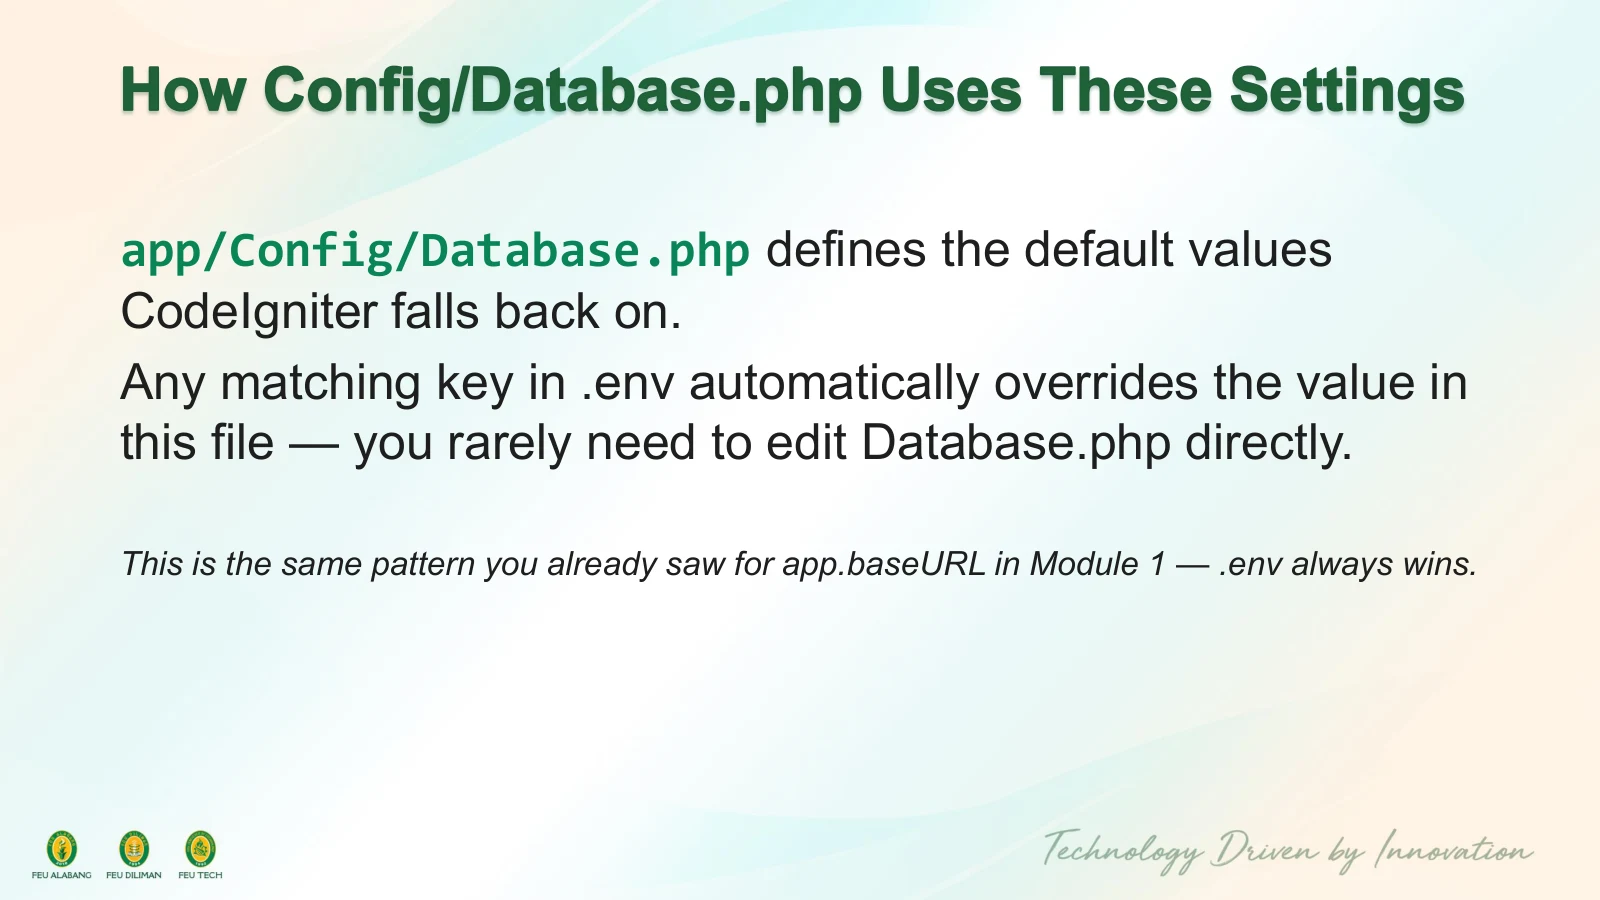 How Config/Database.php Uses These Settings
app/Config/Database.php defines the default values
CodeIgniter falls back on.
Any matching key in .env automatically overrides the value in
this file — you rarely need to edit Database.php directly.
This is the same pattern you already saw for app.baseURL in Module 1 — .env always wins.
FEU ALABANG
FEU DILIMAN
FEU TECH
Technology Driven by Innovation